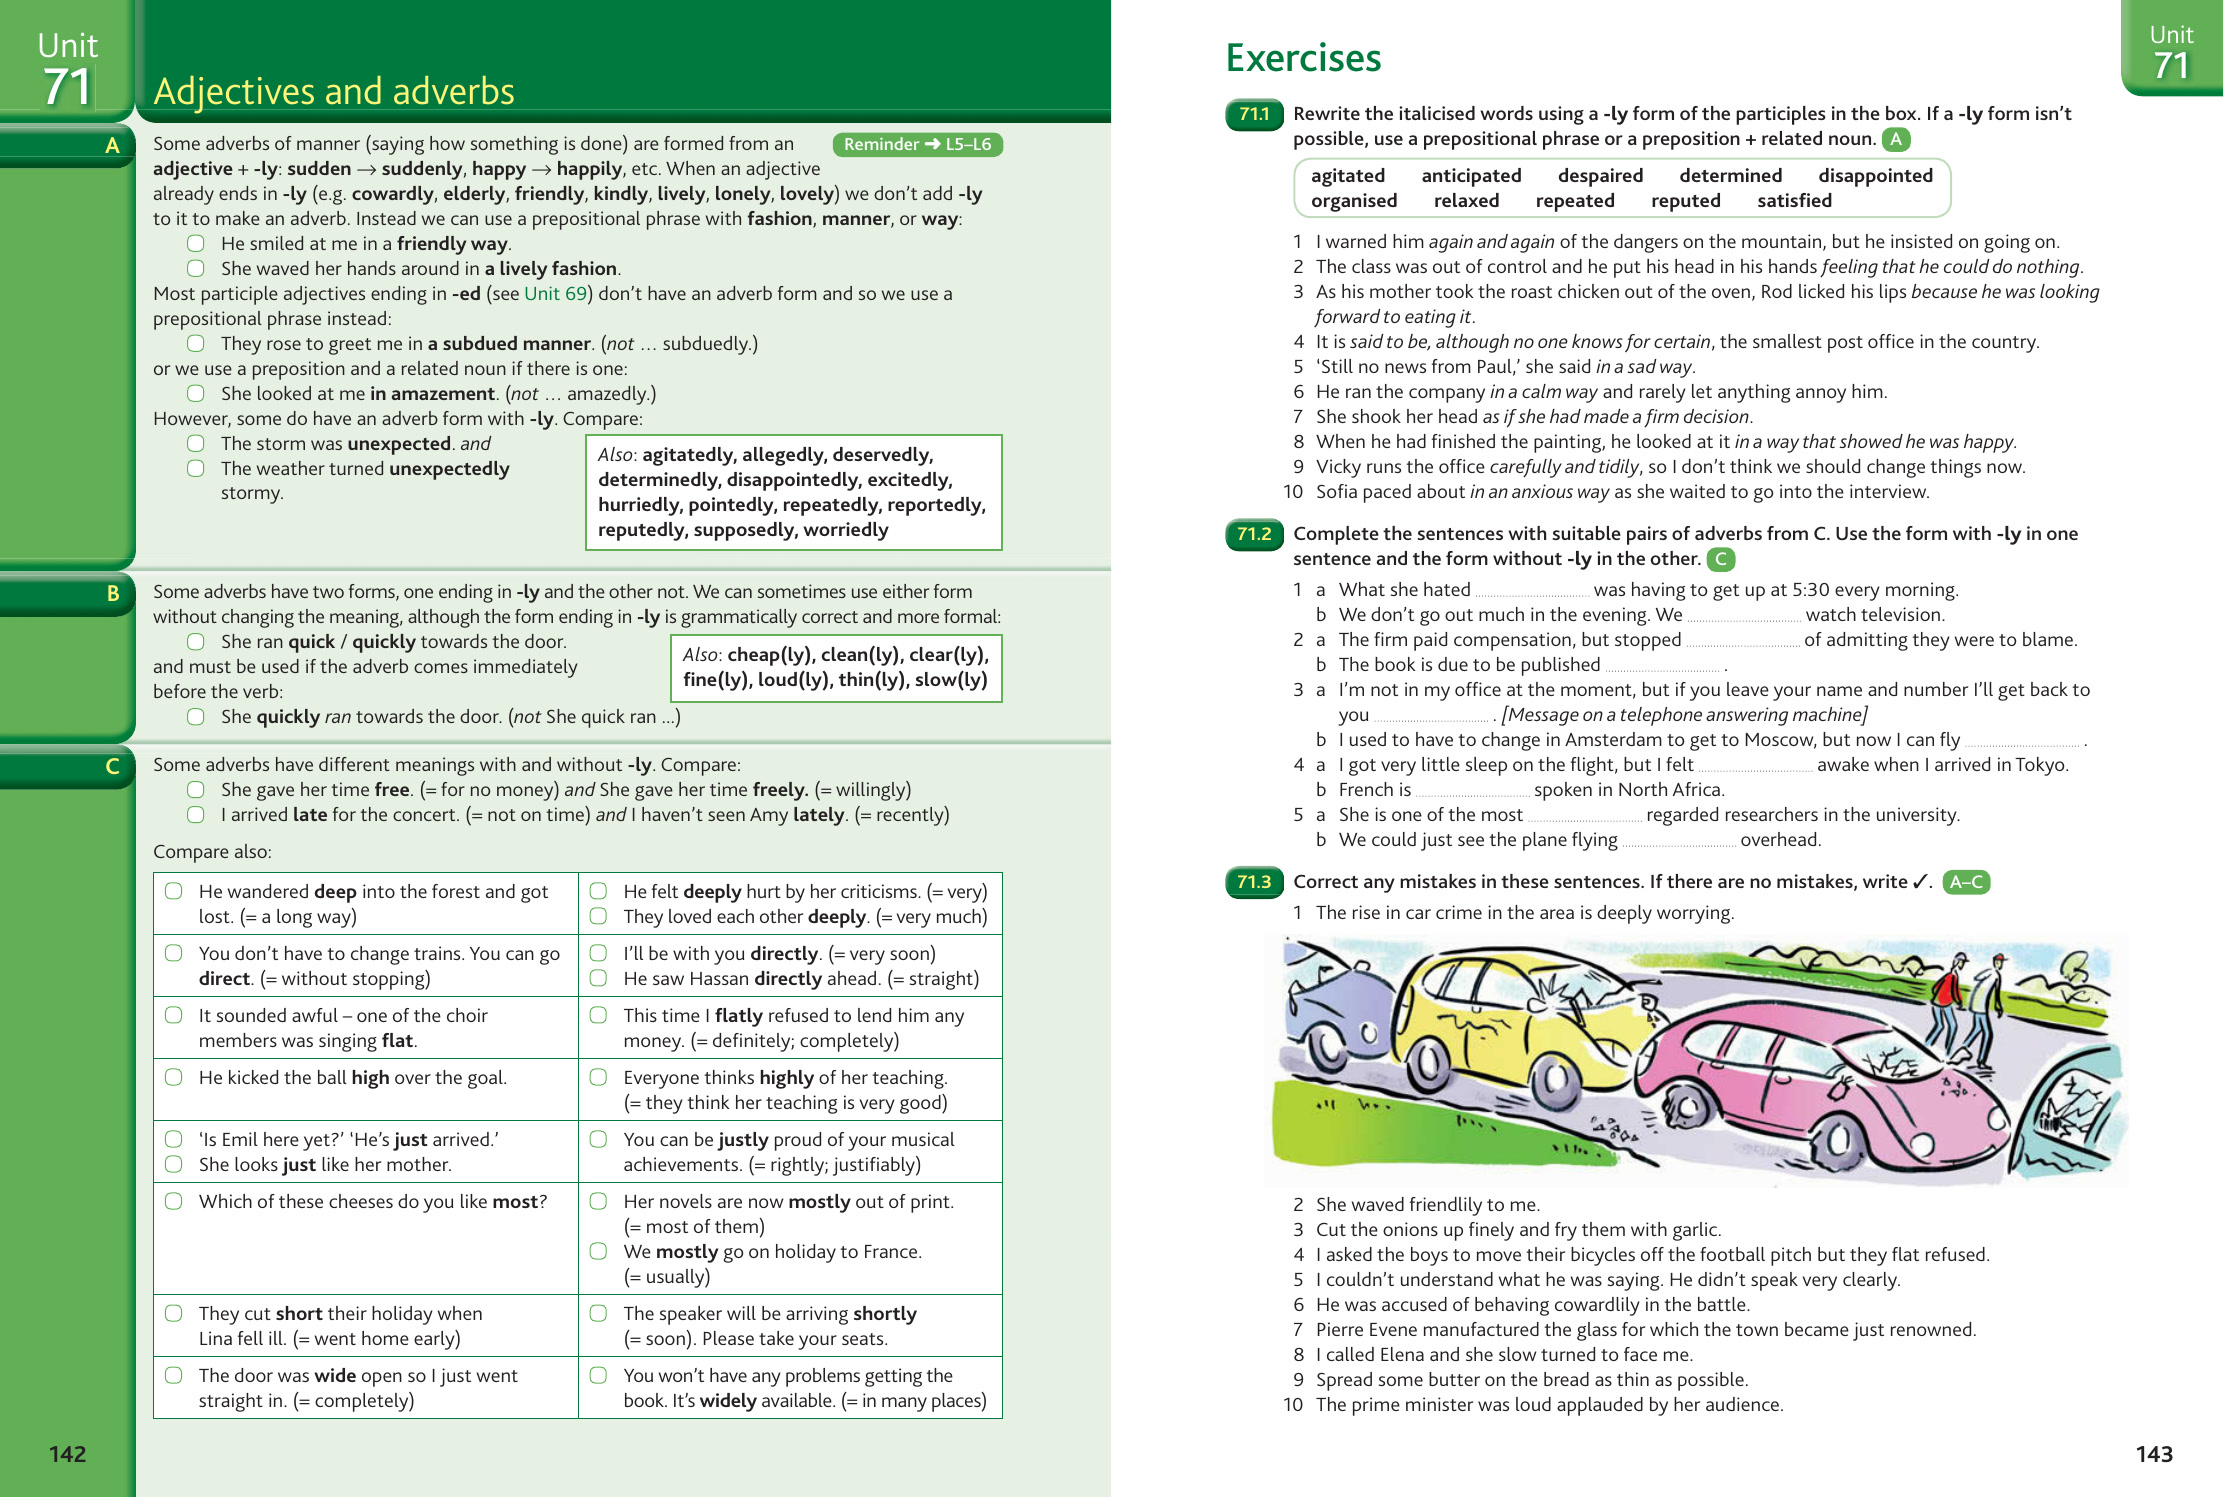 Unit
71
Adjectives and adverbs
A
Some adverbs of manner (saying how something is done) are formed from an
Reminder ➜ L5–L6
adjective + -ly: sudden → suddenly, happy → happily, etc. When an adjective
already ends in -ly (e.g. cowardly, elderly, friendly, kindly, lively, lonely, lovely) we don’t add -ly
to it to make an adverb. Instead we can use a prepositional phrase with fashion, manner, or way:
He smiled at me in a friendly way.
She waved her hands around in a lively fashion.
Most participle adjectives ending in -ed (see Unit 69) don’t have an adverb form and so we use a
prepositional phrase instead:
They rose to greet me in a subdued manner. (not … subduedly.)
or we use a preposition and a related noun if there is one:
She looked at me in amazement. (not … amazedly.)
However, some do have an adverb form with -ly. Compare:
The storm was unexpected. and
The weather turned unexpectedly
stormy.
Also: agitatedly, allegedly, deservedly,
determinedly, disappointedly, excitedly,
hurriedly, pointedly, repeatedly, reportedly,
reputedly, supposedly, worriedly
B
Some adverbs have two forms, one ending in -ly and the other not. We can sometimes use either form
without changing the meaning, although the form ending in -ly is grammatically correct and more formal:
She ran quick / quickly towards the door.
and must be used if the adverb comes immediately
before the verb:
She quickly ran towards the door. (not She quick ran ...)
Also: cheap(ly), clean(ly), clear(ly),
fine(ly), loud(ly), thin(ly), slow(ly)
C
Some adverbs have different meanings with and without -ly. Compare:
She gave her time free. (= for no money) and She gave her time freely. (= willingly)
I arrived late for the concert. (= not on time) and I haven’t seen Amy lately. (= recently)
Compare also:
He wandered deep into the forest and got
lost. (= a long way)
He felt deeply hurt by her criticisms. (= very)
They loved each other deeply. (= very much)
You don’t have to change trains. You can go
direct. (= without stopping)
I’ll be with you directly. (= very soon)
He saw Hassan directly ahead. (= straight)
It sounded awful – one of the choir
members was singing flat.
This time I flatly refused to lend him any
money. (= definitely; completely)
He kicked the ball high over the goal.
Everyone thinks highly of her teaching.
(= they think her teaching is very good)
‘Is Emil here yet?’ ‘He’s just arrived.’
She looks just like her mother.
You can be justly proud of your musical
achievements. (= rightly; justifiably)
Which of these cheeses do you like most?
Her novels are now mostly out of print.
(= most of them)
We mostly go on holiday to France.
(= usually)
They cut short their holiday when
Lina fell ill. (= went home early)
The speaker will be arriving shortly
(= soon). Please take your seats.
The door was wide open so I just went
straight in. (= completely)
You won’t have any problems getting the
book. It’s widely available. (= in many places)
142
Exercises
Unit
71
71.1 Rewrite the italicised words using a -ly form of the participles in the box. If a -ly form isn’t
possible, use a prepositional phrase or a preposition + related noun. A
agitated anticipated despaired determined disappointed
organised relaxed repeated reputed satisfied
1 I warned him again and again of the dangers on the mountain, but he insisted on going on.
2 The class was out of control and he put his head in his hands feeling that he could do nothing.
3 As his mother took the roast chicken out of the oven, Rod licked his lips because he was looking
forward to eating it.
4 It is said to be, although no one knows for certain, the smallest post office in the country.
5 ‘Still no news from Paul,’ she said in a sad way.
6 He ran the company in a calm way and rarely let anything annoy him.
7 She shook her head as if she had made a firm decision.
8 When he had finished the painting, he looked at it in a way that showed he was happy.
9 Vicky runs the office carefully and tidily, so I don’t think we should change things now.
10 Sofia paced about in an anxious way as she waited to go into the interview.
71.2 Complete the sentences with suitable pairs of adverbs from C. Use the form with -ly in one
sentence and the form without -ly in the other. C
1 a What she hated .......... was having to get up at 5:30 every morning.
b We don’t go out much in the evening. We .......... watch television.
2 a The firm paid compensation, but stopped .......... of admitting they were to blame.
b The book is due to be published .......... .
3 a I’m not in my office at the moment, but if you leave your name and number I’ll get back to
you .......... . [Message on a telephone answering machine]
b I used to have to change in Amsterdam to get to Moscow, but now I can fly .......... .
4 a I got very little sleep on the flight, but I felt .......... awake when I arrived in Tokyo.
b French is .......... spoken in North Africa.
5 a She is one of the most .......... regarded researchers in the university.
b We could just see the plane flying .......... overhead.
71.3 Correct any mistakes in these sentences. If there are no mistakes, write ✓. A–C
1 The rise in car crime in the area is deeply worrying.
2 She waved friendlily to me.
3 Cut the onions up finely and fry them with garlic.
4 I asked the boys to move their bicycles off the football pitch but they flat refused.
5 I couldn’t understand what he was saying. He didn’t speak very clearly.
6 He was accused of behaving cowardlily in the battle.
7 Pierre Evene manufactured the glass for which the town became just renowned.
8 I called Elena and she slow turned to face me.
9 Spread some butter on the bread as thin as possible.
10 The prime minister was loud applauded by her audience.
143